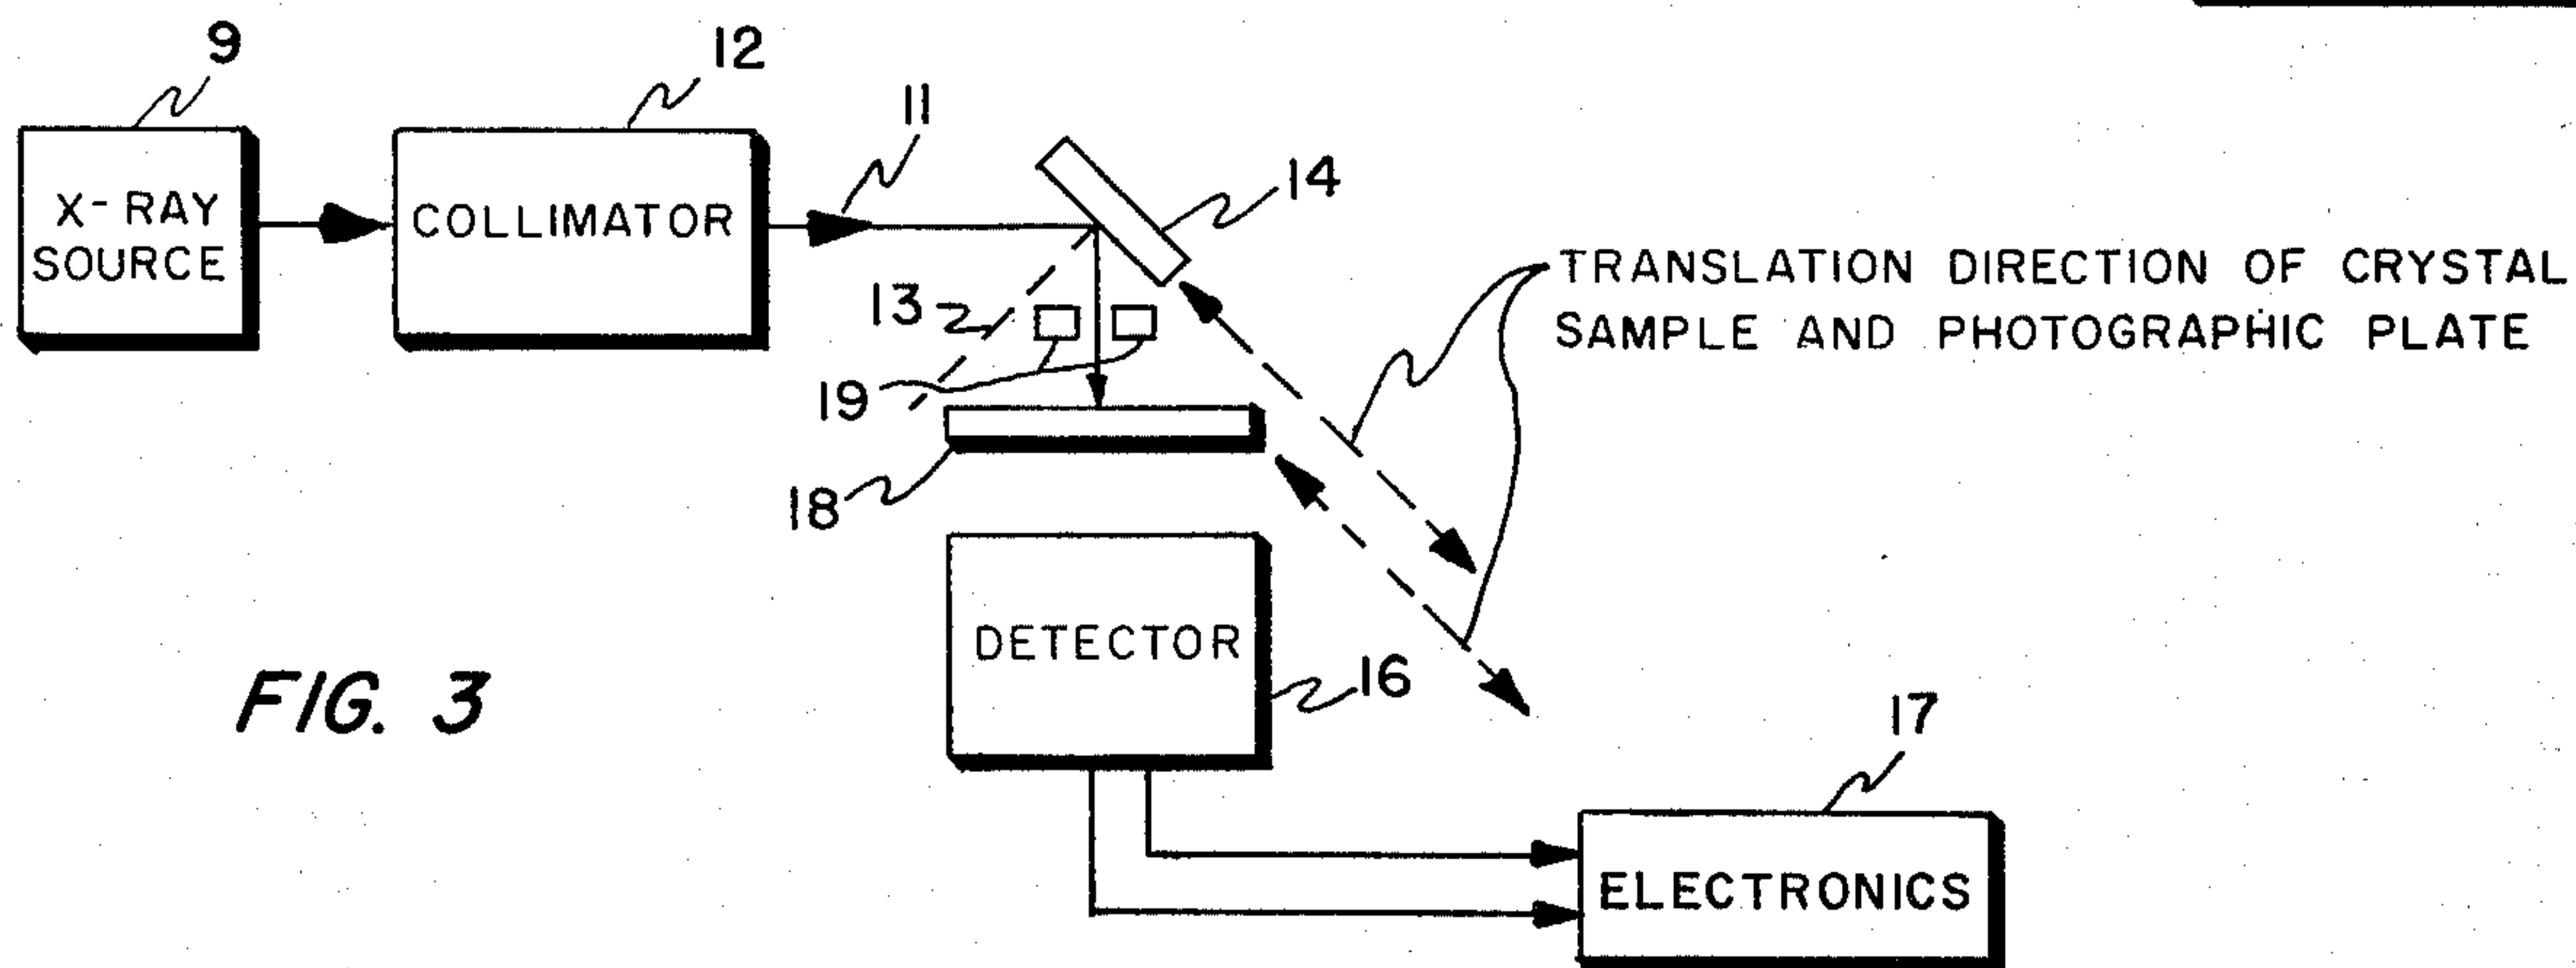 9
12
11
14
X-RAY
SOURCE
COLLIMATOR
TRANSLATION DIRECTION OF CRYSTAL
SAMPLE AND PHOTOGRAPHIC PLATE
13
19
18
DETECTOR
16
FIG. 3
17
ELECTRONICS